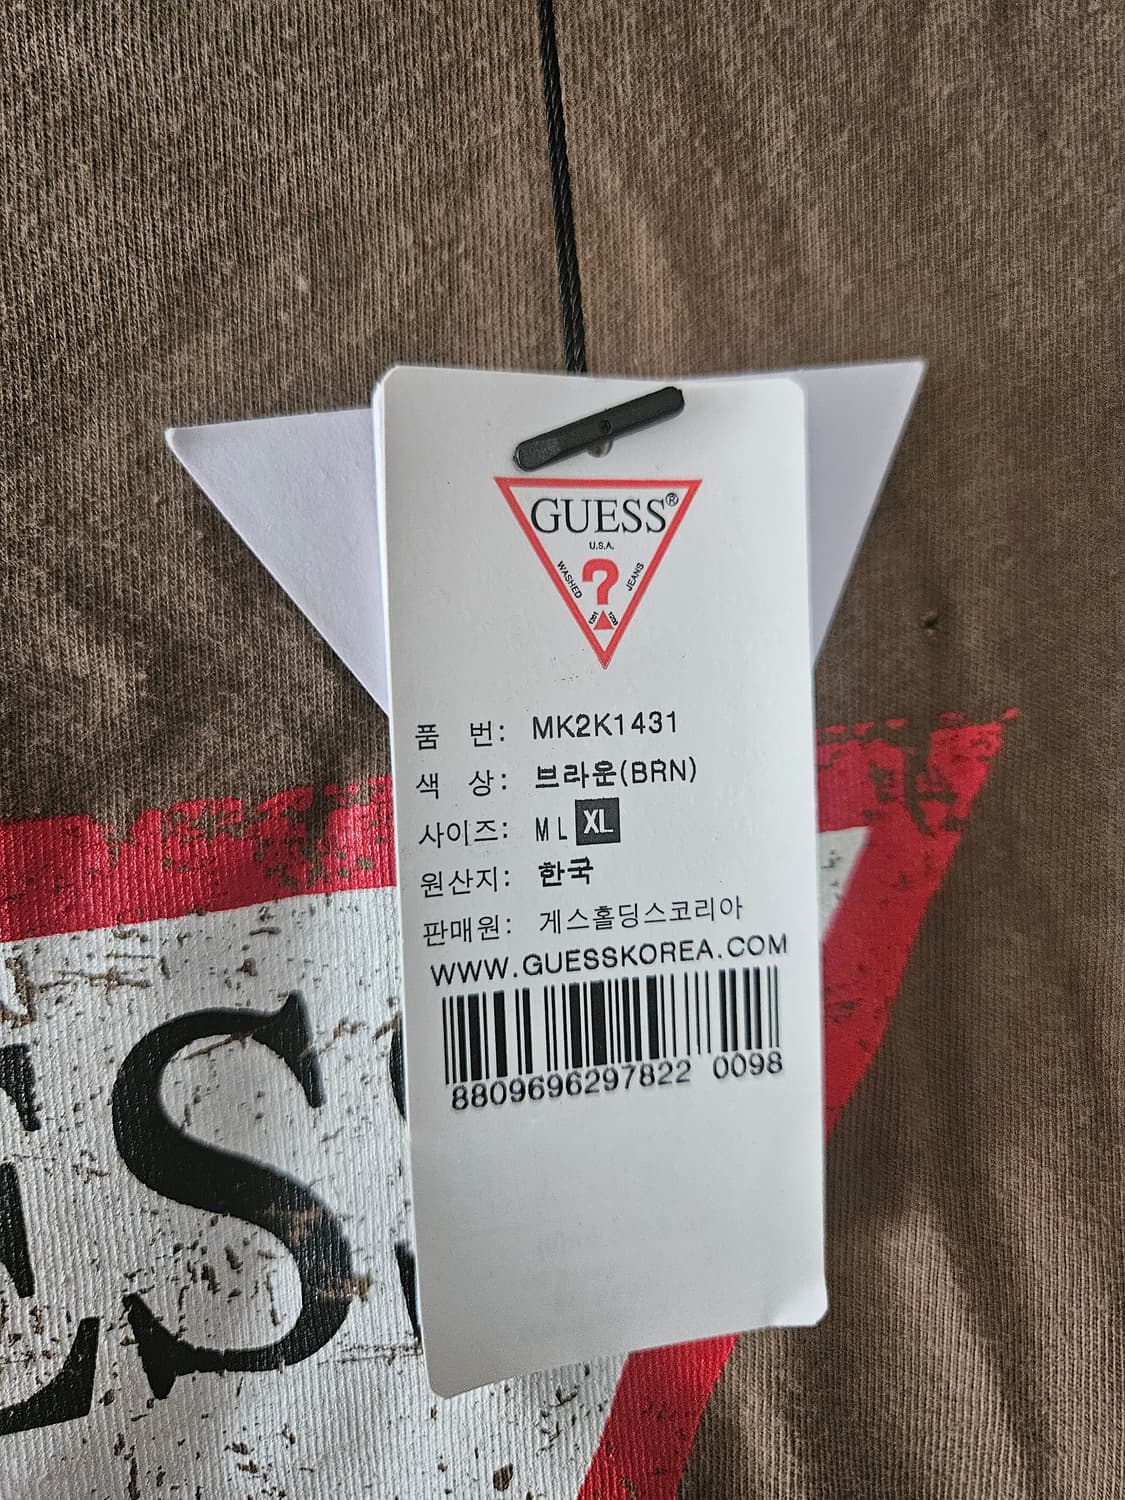 GUESS®
U.S.A.
WASHED ? JEANS
품 번: MK2K1431
색 상: 브라운(BRN)
사이즈: M L XL
원산지: 한국
판매원: 게스홀딩스코리아
WWW.GUESSKOREA.COM
8809696297822 0098
ES